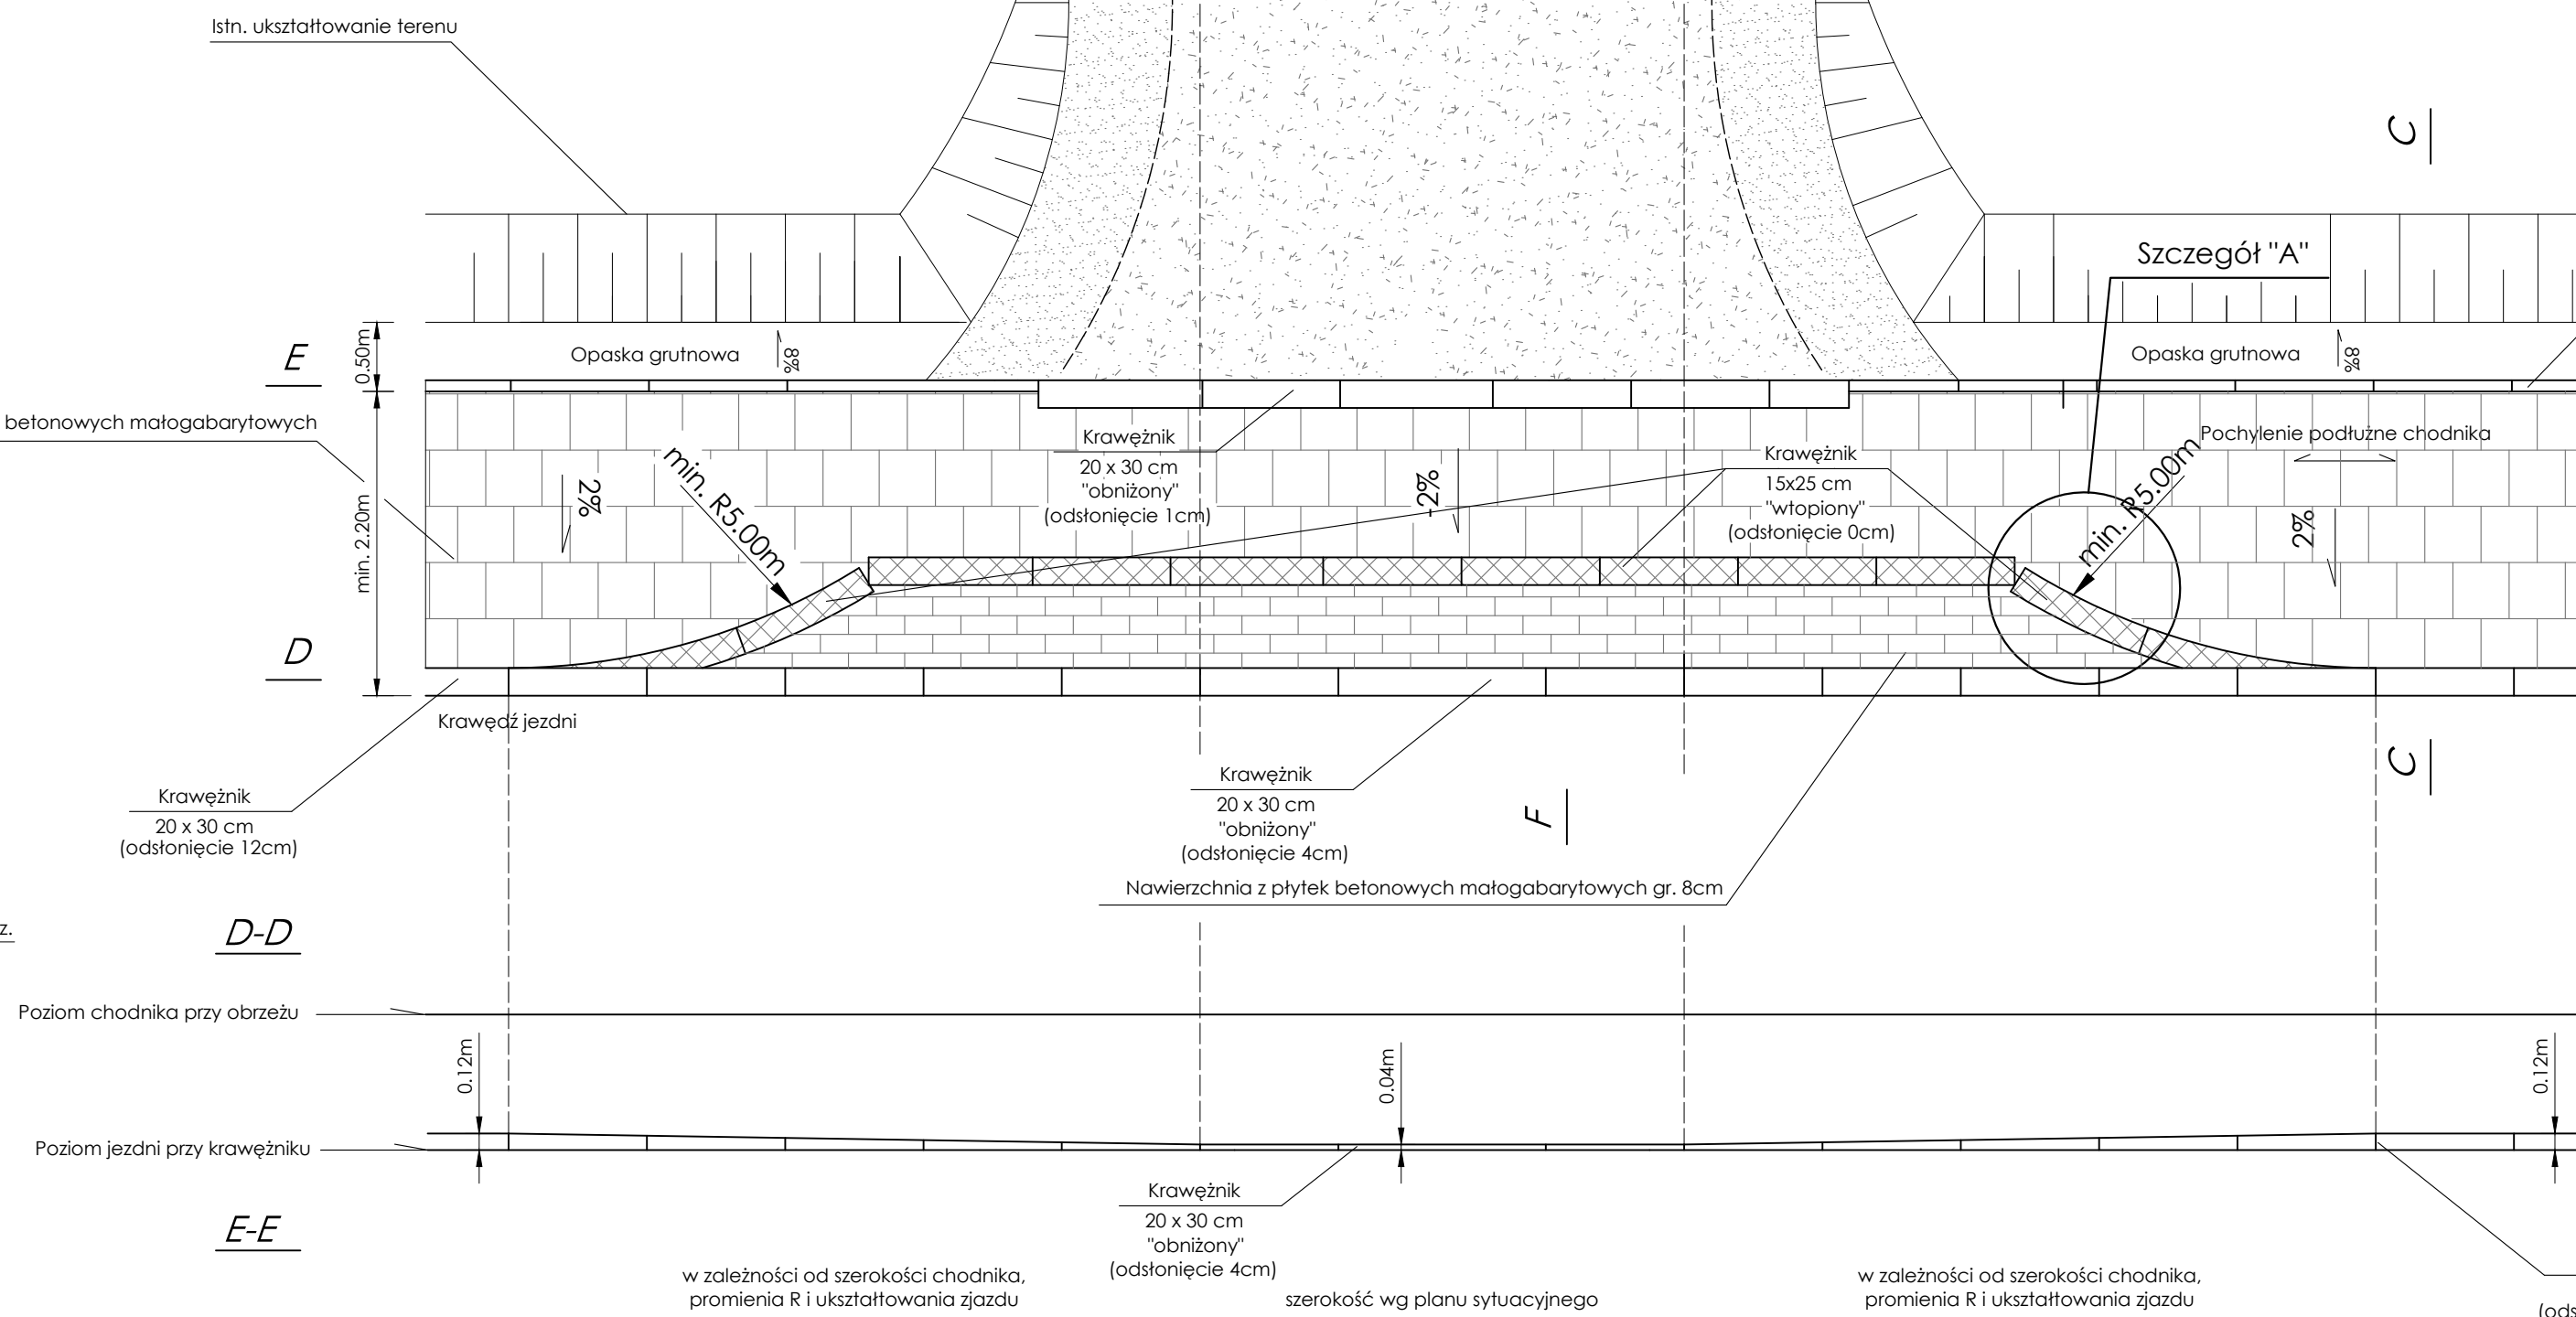 Istn. ukształtowanie terenu
C
Szczegół "A"
E
0.50m
Opaska grutnowa
8%
Opaska grutnowa
8%
betonowych małogabarytowych
min. 2.20m
2%
min. R5.00m
Krawężnik
20 x 30 cm
"obniżony"
(odsłonięcie 1cm)
-2%
Krawężnik
15x25 cm
"wtopiony"
(odsłonięcie 0cm)
min. R5.00m
Pochylenie podłużne chodnika
2%
D
Krawędź jezdni
Krawężnik
20 x 30 cm
(odsłonięcie 12cm)
Krawężnik
20 x 30 cm
"obniżony"
(odsłonięcie 4cm)
F
C
Nawierzchnia z płytek betonowych małogabarytowych gr. 8cm
z.
D-D
Poziom chodnika przy obrzeżu
0.12m
0.04m
0.12m
Poziom jezdni przy krawężniku
Krawężnik
20 x 30 cm
"obniżony"
(odsłonięcie 4cm)
E-E
w zależności od szerokości chodnika,
promienia R i ukształtowania zjazdu
szerokość wg planu sytuacyjnego
w zależności od szerokości chodnika,
promienia R i ukształtowania zjazdu